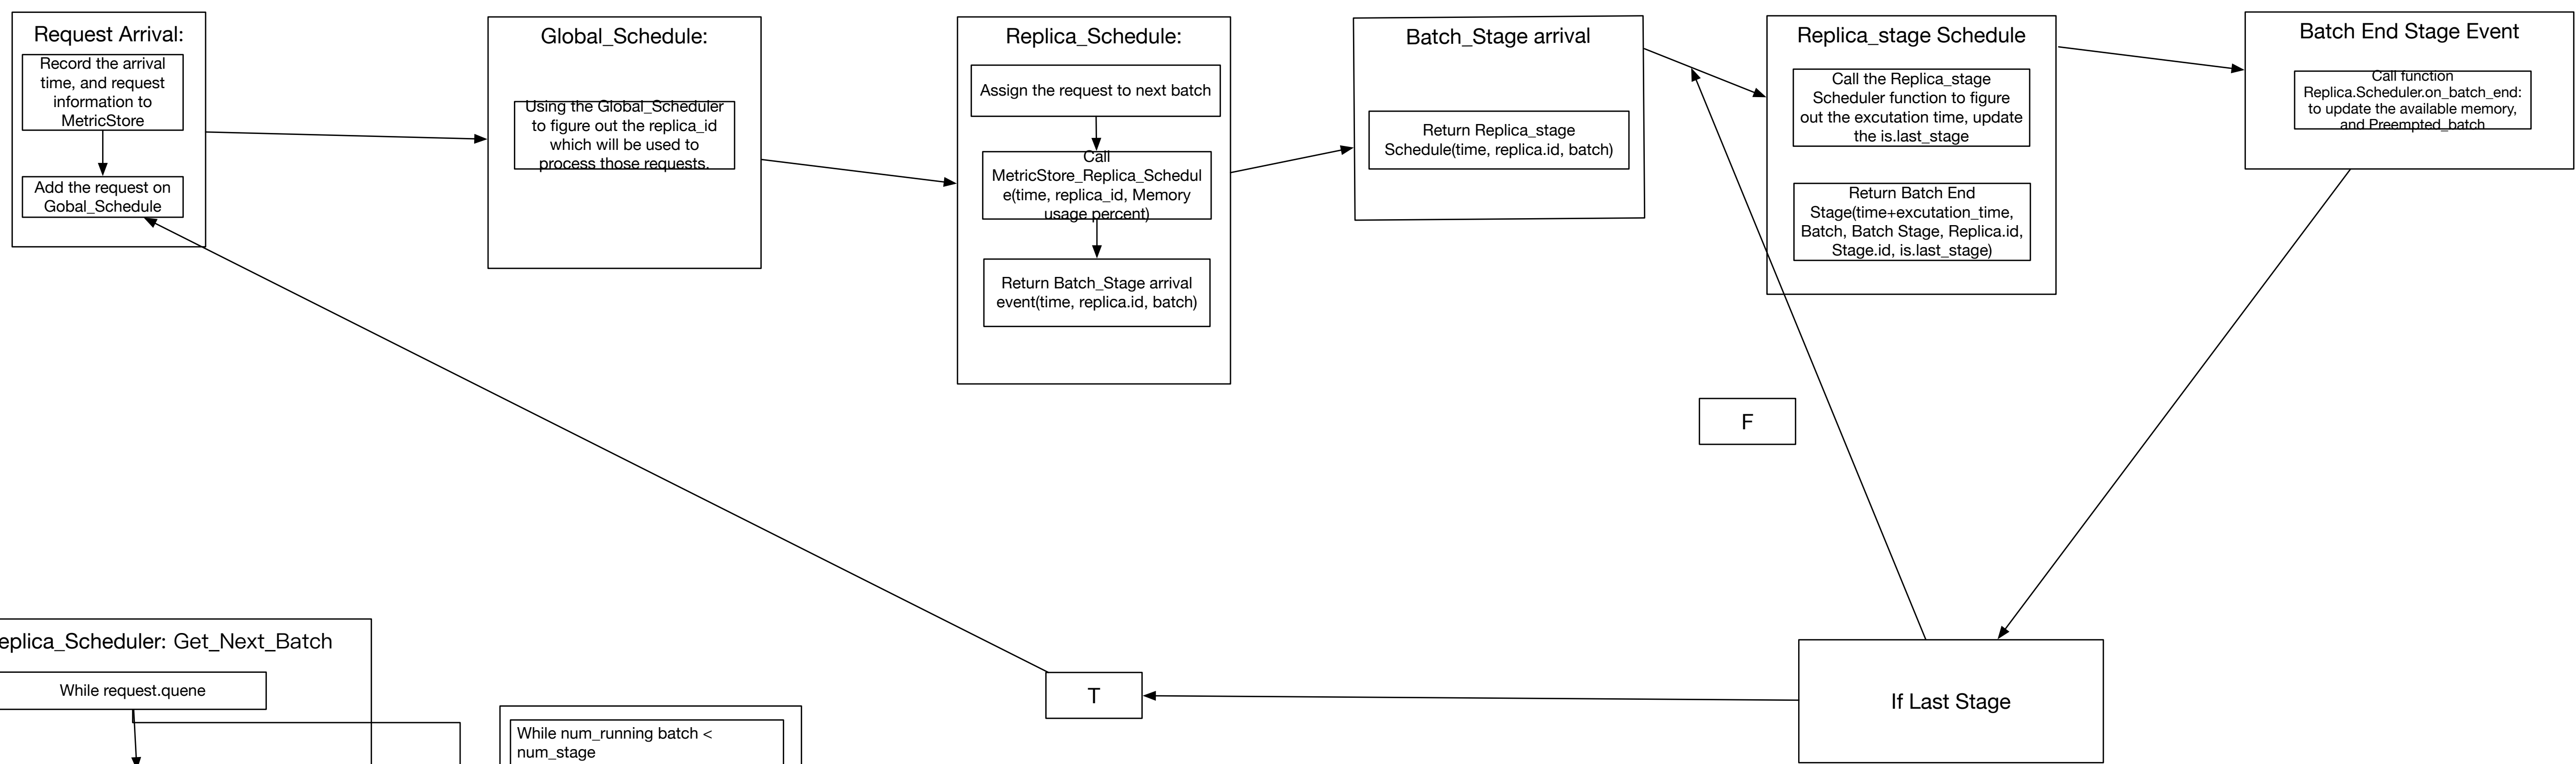 Request Arrival:
Record the arrival
time, and request
information to
MetricStore
Add the request on
Gobal_Schedule
Global_Schedule:
Using the Global_Scheduler
to figure out the replica_id
which will be used to
process those requests.
Replica_Schedule:
Assign the request to next batch
Call
MetricStore_Replica_Schedul
e(time, replica_id, Memory
usage percent)
Return Batch_Stage arrival
event(time, replica.id, batch)
Batch_Stage arrival
Return Replica_stage
Schedule(time, replica.id, batch)
Replica_stage Schedule
Call the Replica_stage
Scheduler function to figure
out the excutation time, update
the is.last_stage
Return Batch End
Stage(time+excutation_time,
Batch, Batch Stage, Replica.id,
Stage.id, is.last_stage)
Batch End Stage Event
Call function
Replica.Scheduler.on_batch_end:
to update the available memory,
and Preempted_batch
F
T
If Last Stage
eplica_Scheduler: Get_Next_Batch
While request.quene
While num_running batch <
num_stage